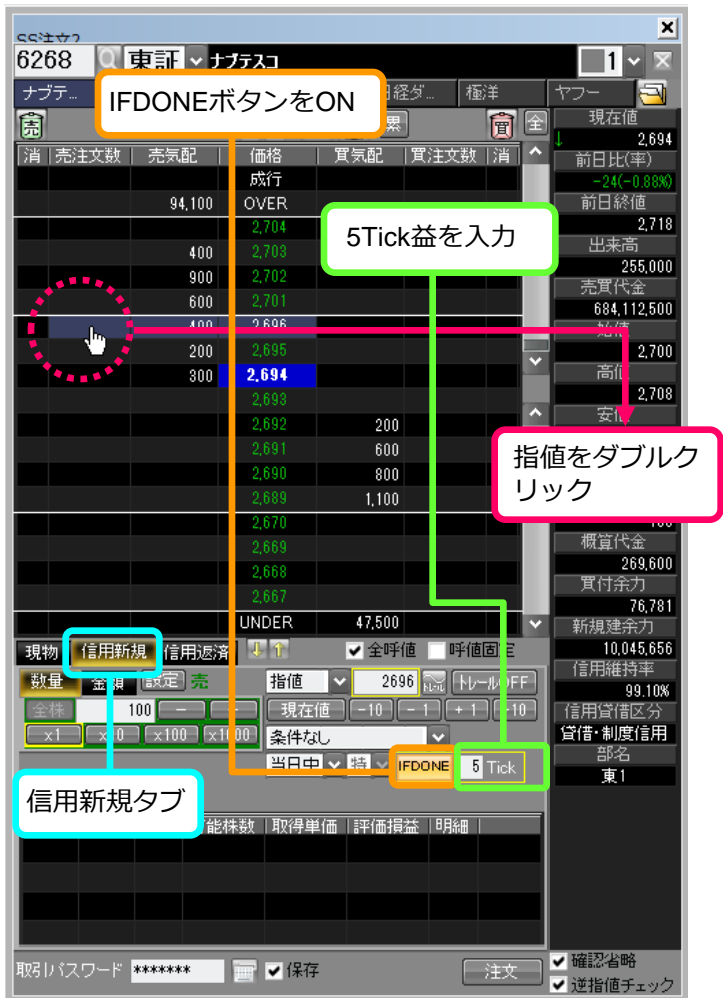 SS注文2
6268 東証 ナブテスコ 1
ナブテ... 経ダ... 極洋 ヤフー
IFDONEボタンをON
売 累 買 全
消 売注文数 売気配 価格 買気配 買注文数 消
成行
94,100 OVER
2,704
400 2,703
900 2,702
600 2,701
400 2,696
200 2,695
300 2,694
2,693
2,692 200
2,691 600
2,690 800
2,689 1,100
2,670
2,669
2,668
2,667
UNDER 47,500
5Tick益を入力
指値をダブルク
リック
現在値
2,694
前日比(率)
-24(-0.88%)
前日終値
2,718
出来高
255,000
売買代金
684,112,500
始値
2,700
高値
2,708
安値
100
概算代金
269,600
買付余力
76,781
新規建余力
10,045,656
信用維持率
99.10%
信用貸借区分
貸借・制度信用
部名
東1
現物 信用新規 信用返済 全呼値 呼値固定
数量 金額 設定 売 指値 2696 トレール トレールOFF
全株 100 － ＋ 現在値 -10 -1 +1 +10
x1 x10 x100 x1000 条件なし
当日中 特 IFDONE 5 Tick
信用新規タブ
能株数 取得単価 評価損益 明細
取引パスワード ******* 保存 注文
確認省略
逆指値チェック